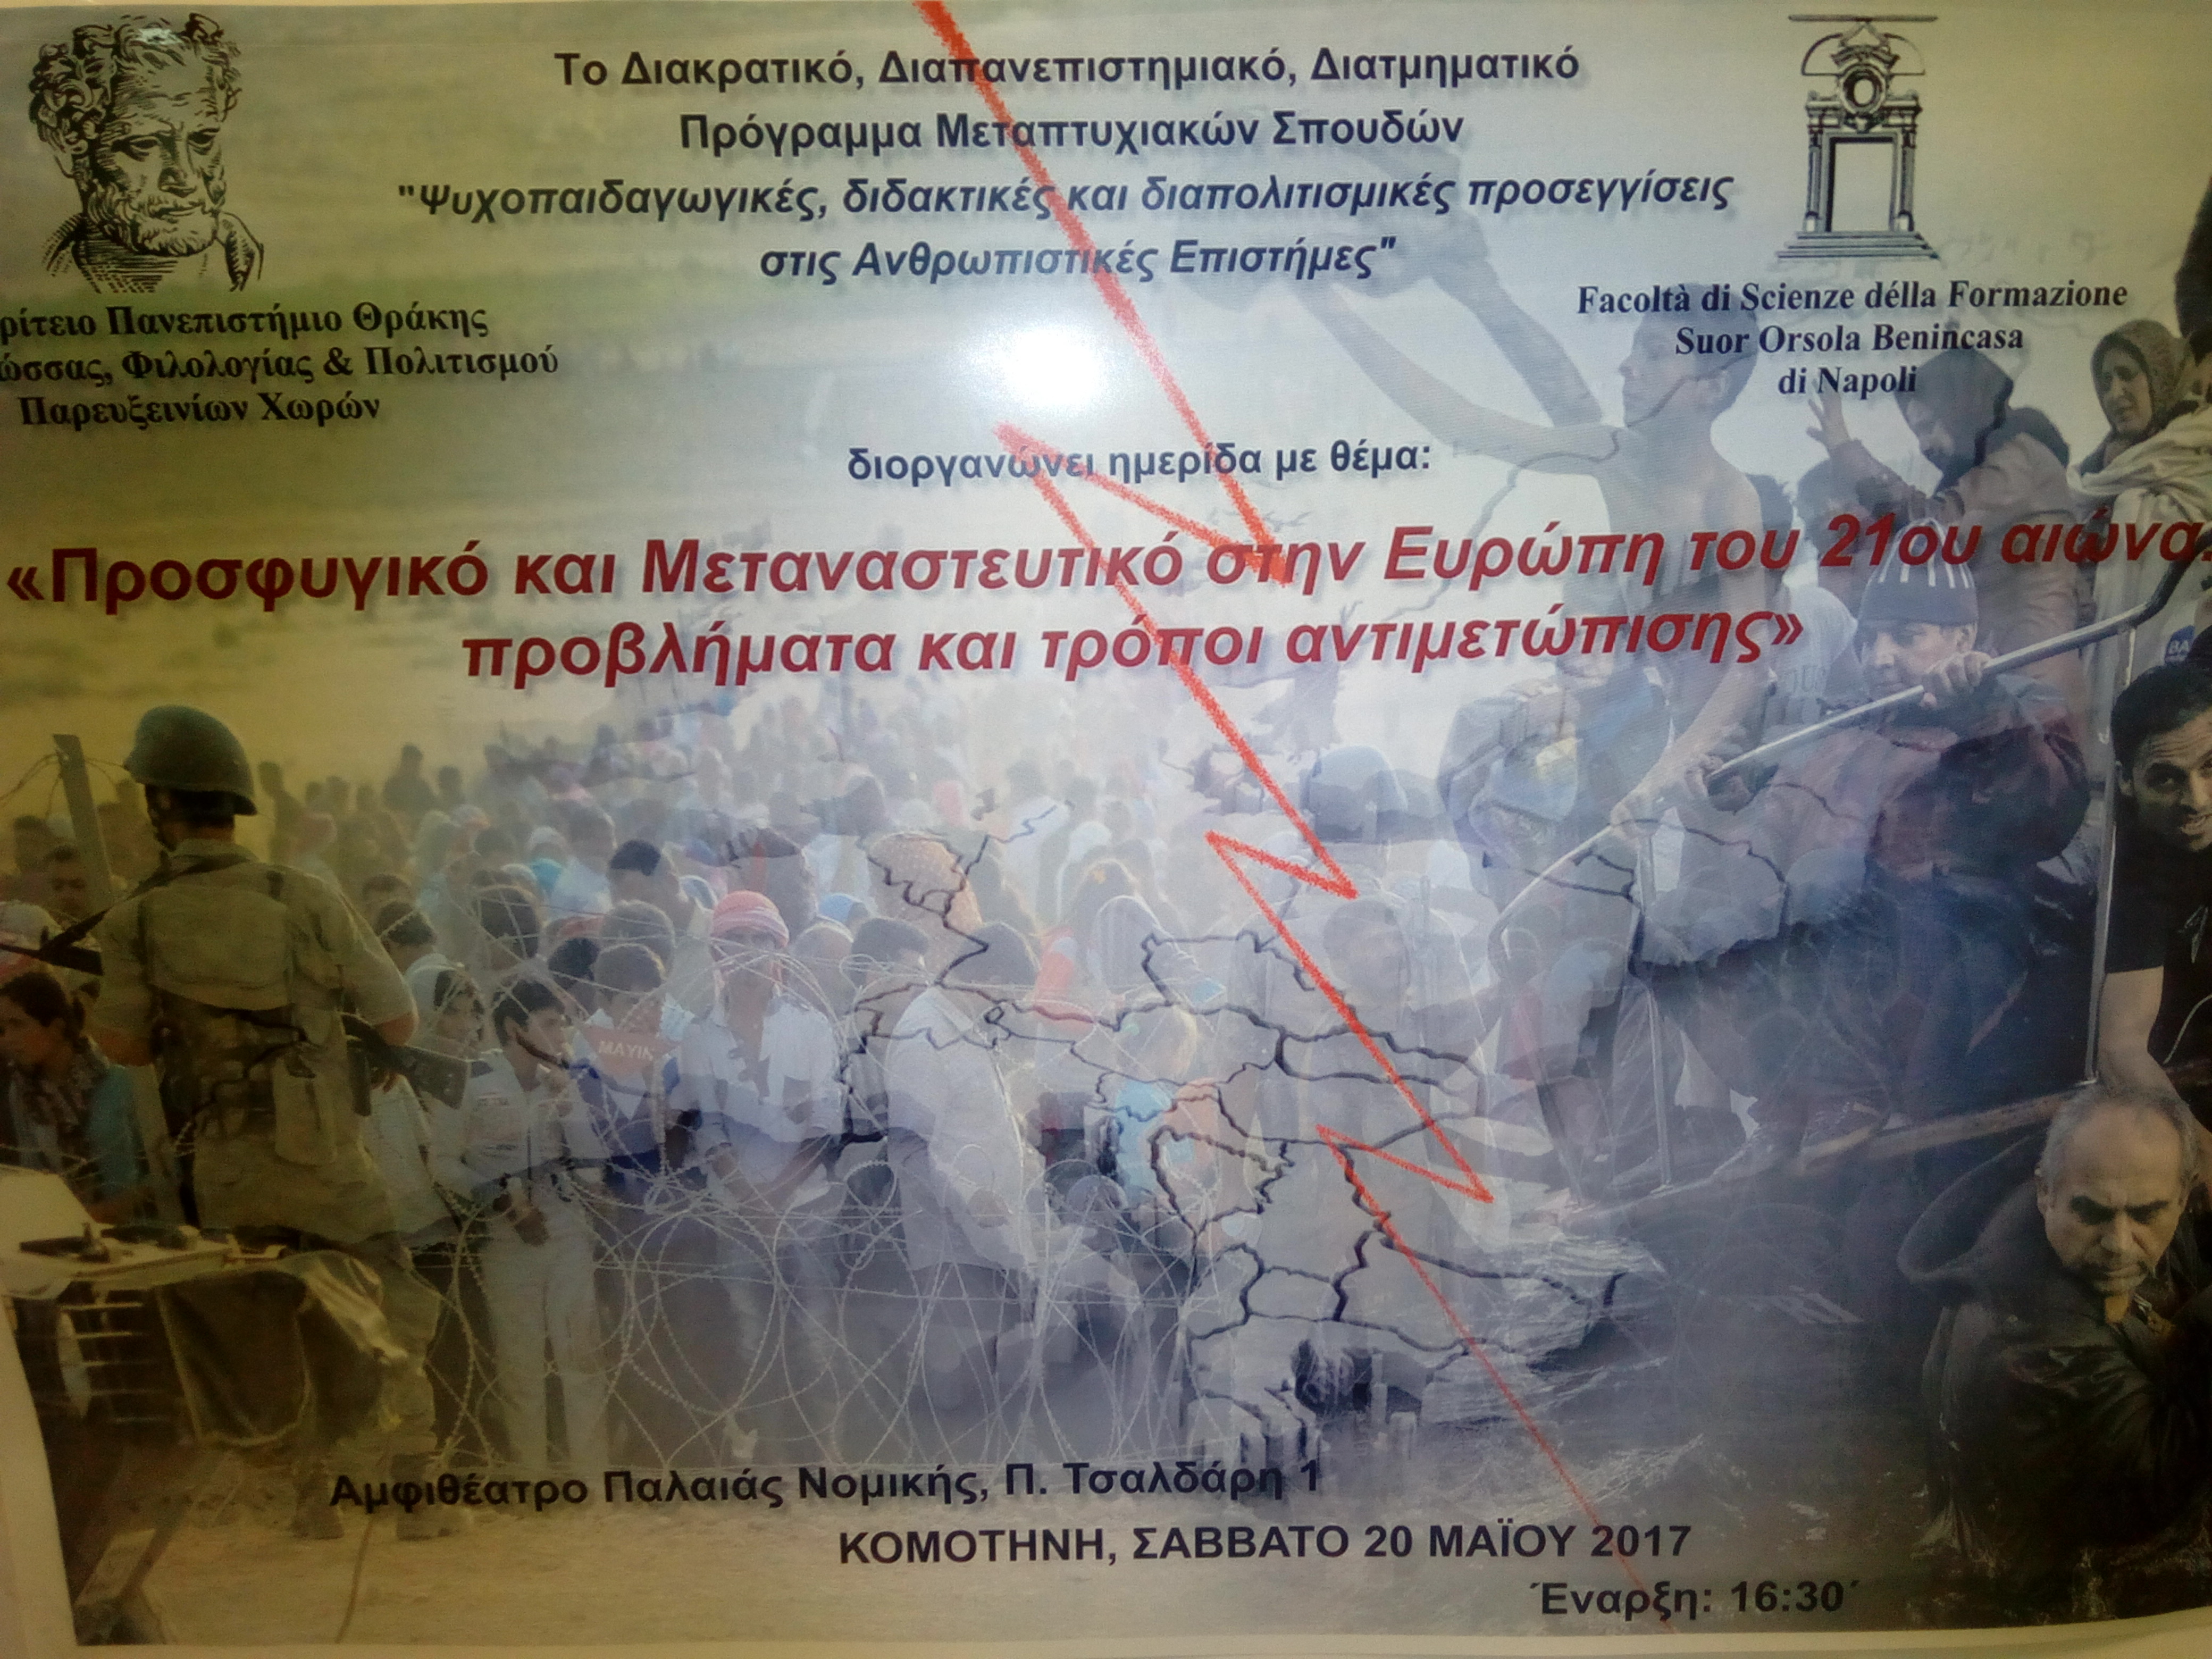 Το Διακρατικό, Διαπανεπιστημιακό, Διατμηματικό
Πρόγραμμα Μεταπτυχιακών Σπουδών
"Ψυχοπαιδαγωγικές, διδακτικές και διαπολιτισμικές προσεγγίσεις
στις Ανθρωπιστικές Επιστήμες"
ρίτειο Πανεπιστήμιο Θράκης
ώσσας, Φιλολογίας & Πολιτισμού
Παρευξεινίων Χωρών
Facoltà di Scienze délla Formazione
Suor Orsola Benincasa
di Napoli
διοργανώνει ημερίδα με θέμα:
«Προσφυγικό και Μεταναστευτικό στην Ευρώπη του 21ου αιώνα
προβλήματα και τρόποι αντιμετώπισης»
Αμφιθέατρο Παλαιάς Νομικής, Π. Τσαλδάρη 1
ΚΟΜΟΤΗΝΗ, ΣΑΒΒΑΤΟ 20 ΜΑΪΟΥ 2017
Έναρξη: 16:30΄